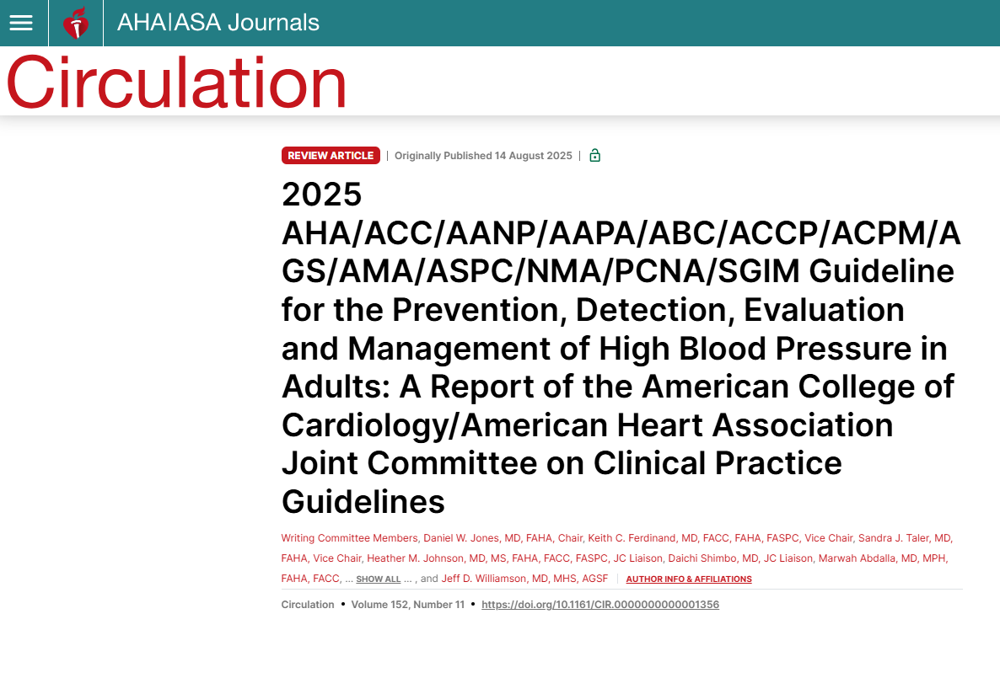 AHA|ASA Journals
Circulation
REVIEW ARTICLE | Originally Published 14 August 2025 |
2025
AHA/ACC/AANP/AAPA/ABC/ACCP/ACPM/A
GS/AMA/ASPC/NMA/PCNA/SGIM Guideline
for the Prevention, Detection, Evaluation
and Management of High Blood Pressure in
Adults: A Report of the American College of
Cardiology/American Heart Association
Joint Committee on Clinical Practice
Guidelines
Writing Committee Members, Daniel W. Jones, MD, FAHA, Chair, Keith C. Ferdinand, MD, FACC, FAHA, FASPC, Vice Chair, Sandra J. Taler, MD,
FAHA, Vice Chair, Heather M. Johnson, MD, MS, FAHA, FACC, FASPC, JC Liaison, Daichi Shimbo, MD, JC Liaison, Marwah Abdalla, MD, MPH,
FAHA, FACC, ... SHOW ALL ... , and Jeff D. Williamson, MD, MHS, AGSF | AUTHOR INFO & AFFILIATIONS
Circulation • Volume 152, Number 11 • https://doi.org/10.1161/CIR.0000000000001356